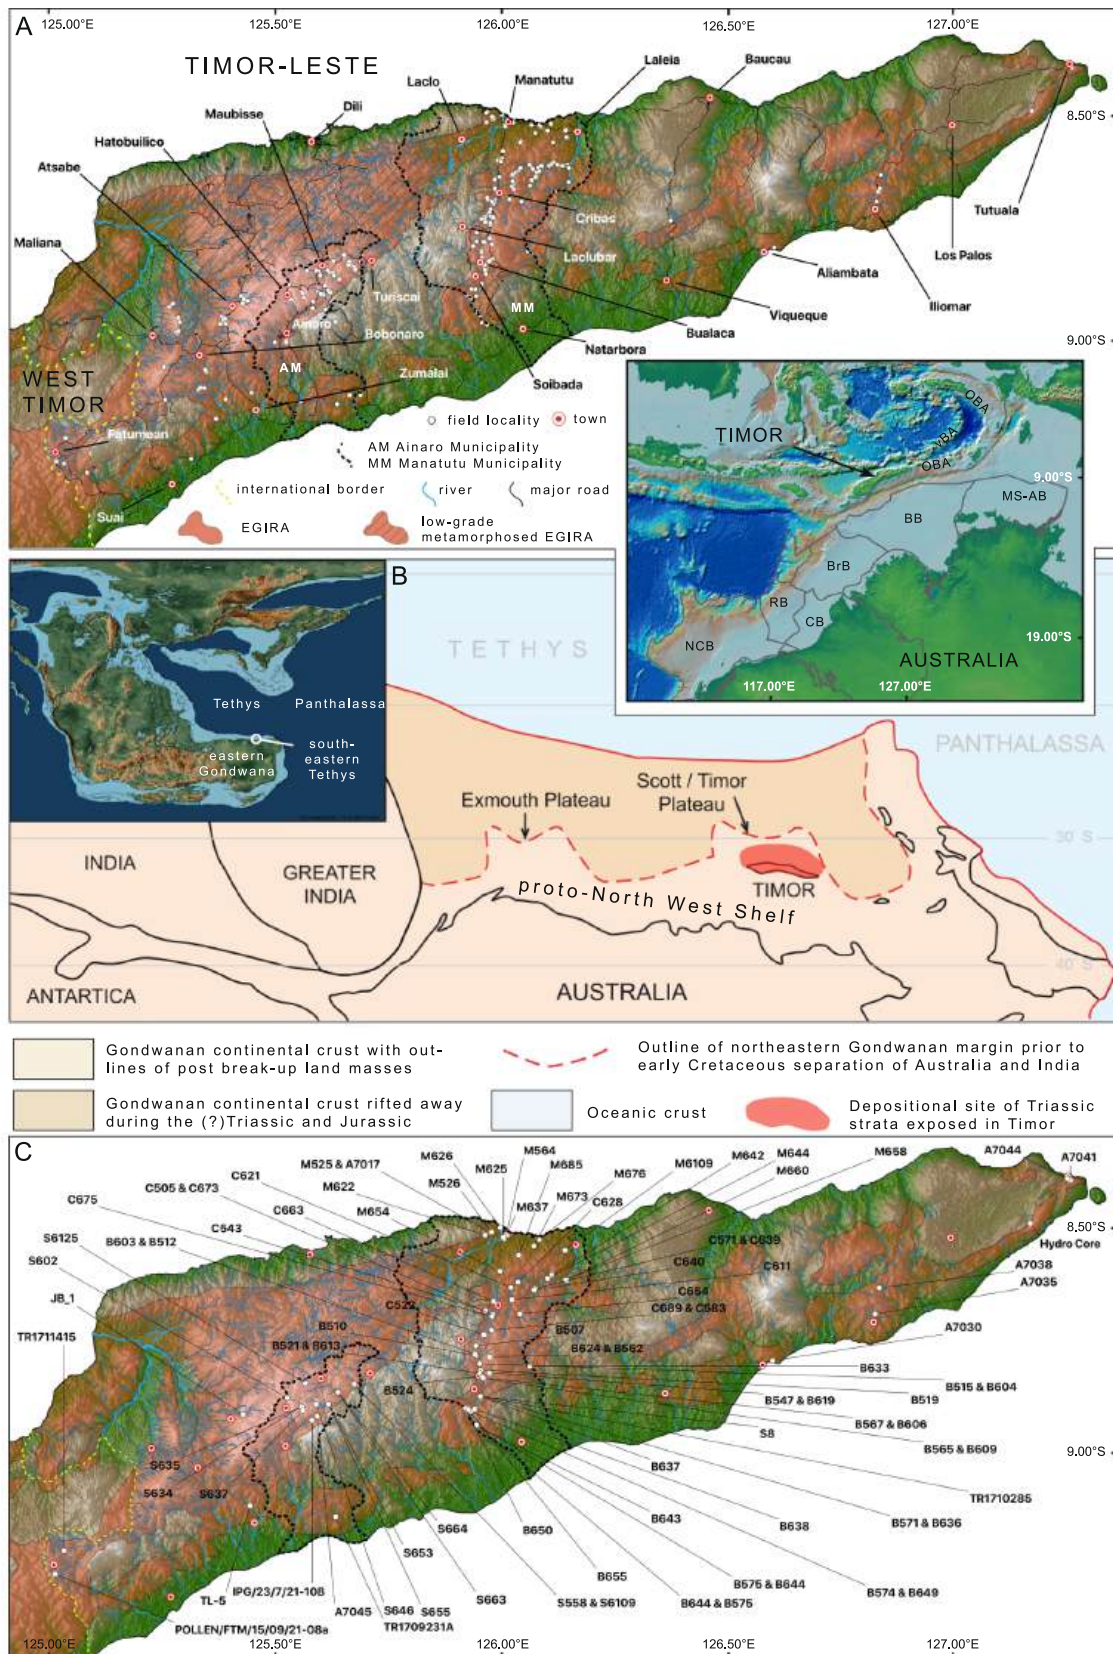 A
125.00°E
125.50°E
126.00°E
126.50°E
127.00°E
TIMOR-LESTE
Laclo
Manatutu
Laleia
Baucau
Maubisse
Dili
Hatobuilico
Atsabe
Maliana
8.50°S
Cribas
Laclubar
Turiscai
MM
Ainaro
Bobonaro
AM
Zumalai
Natarbora
Soibada
Bualaca
Viqueque
Aliambata
Iliomar
Los Palos
Tutuala
9.00°S
WEST
TIMOR
Fatumean
Suai
field locality
town
AM Ainaro Municipality
MM Manatutu Municipality
international border
river
major road
EGIRA
low-grade
metamorphosed EGIRA
TIMOR
OBA
vBA
OBA
9.00°S
MS-AB
BB
BrB
RB
CB
NCB
19.00°S
AUSTRALIA
117.00°E
127.00°E
B
TETHYS
Tethys
Panthalassa
eastern
Gondwana
south-
eastern
Tethys
PANTHALASSA
Scott / Timor
Plateau
Exmouth Plateau
30° S
INDIA
GREATER
INDIA
TIMOR
proto-North West Shelf
40° S
ANTARTICA
AUSTRALIA
Gondwanan continental crust with out-
lines of post break-up land masses
Outline of northeastern Gondwanan margin prior to
early Cretaceous separation of Australia and India
Gondwanan continental crust rifted away
during the (?)Triassic and Jurassic
Oceanic crust
Depositional site of Triassic
strata exposed in Timor
C
M626
M564
M625
M685
M642
M644
M658
A7044
A7041
C621
M525 & A7017
M526
M676
M6109
M660
C505 & C673
M622
M637
M673
C628
C675
C663
M654
C543
S6125
B603 & B512
S602
JB_1
TR1711415
8.50°S
Hydro Core
C571 & C639
C640
C611
C654
C689 & C583
C522
B510
B507
B521 & B613
B624 & B562
B524
A7038
A7035
A7030
B633
B515 & B604
B519
B547 & B619
B567 & B606
S8
B565 & B609
9.00°S
S635
S634
S637
B637
TR1710285
B643
B638
B571 & B636
S664
B650
S653
B655
B575 & B644
B574 & B649
TL-5
IPG/23/7/21-10B
A7045
S646
S655
S663
S558 & S6109
B644 & B575
TR1709231A
POLLEN/FTM/15/09/21-08a
125.00°E
125.50°E
126.00°E
126.50°E
127.00°E